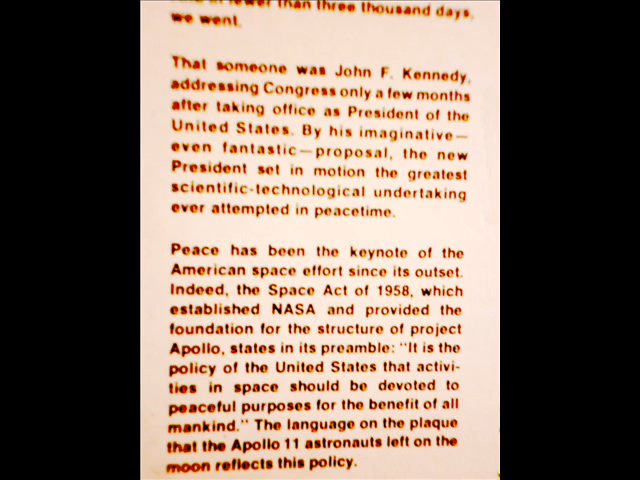 in fewer than three thousand days,
we went.
That someone was John F. Kennedy,
addressing Congress only a few months
after taking office as President of the
United States. By his imaginative—
even fantastic—proposal, the new
President set in motion the greatest
scientific-technological undertaking
ever attempted in peacetime.
Peace has been the keynote of the
American space effort since its outset.
Indeed, the Space Act of 1958, which
established NASA and provided the
foundation for the structure of project
Apollo, states in its preamble: "It is the
policy of the United States that activi-
ties in space should be devoted to
peaceful purposes for the benefit of all
mankind." The language on the plaque
that the Apollo 11 astronauts left on the
moon reflects this policy.